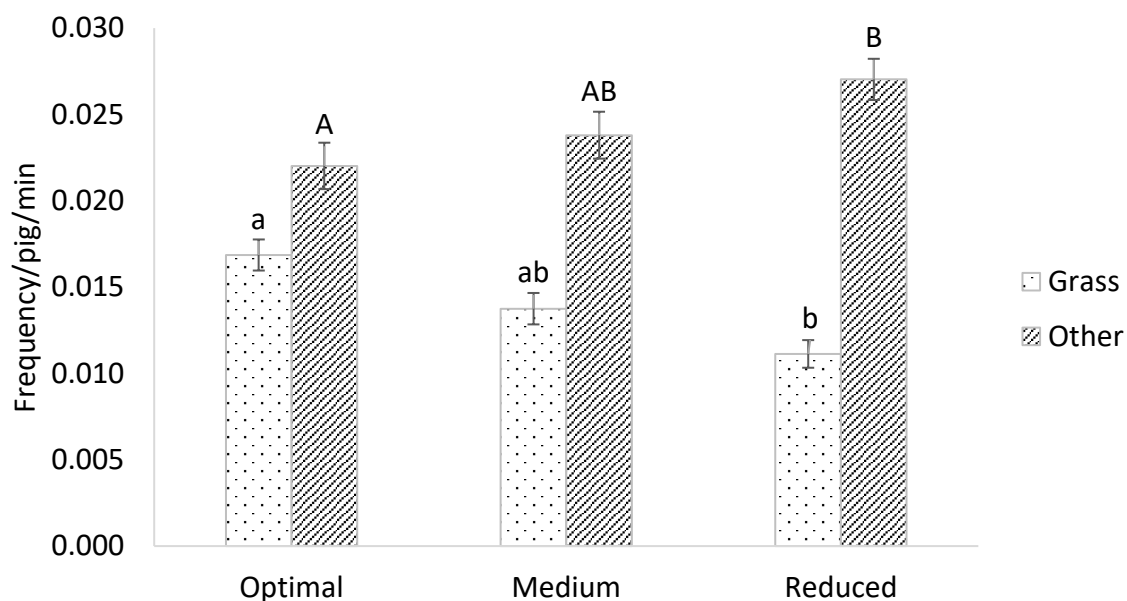 Frequency/pig/min
0.030
0.025
0.020
0.015
0.010
0.005
0.000
a
A
ab
AB
b
B
Optimal
Medium
Reduced
Grass
Other